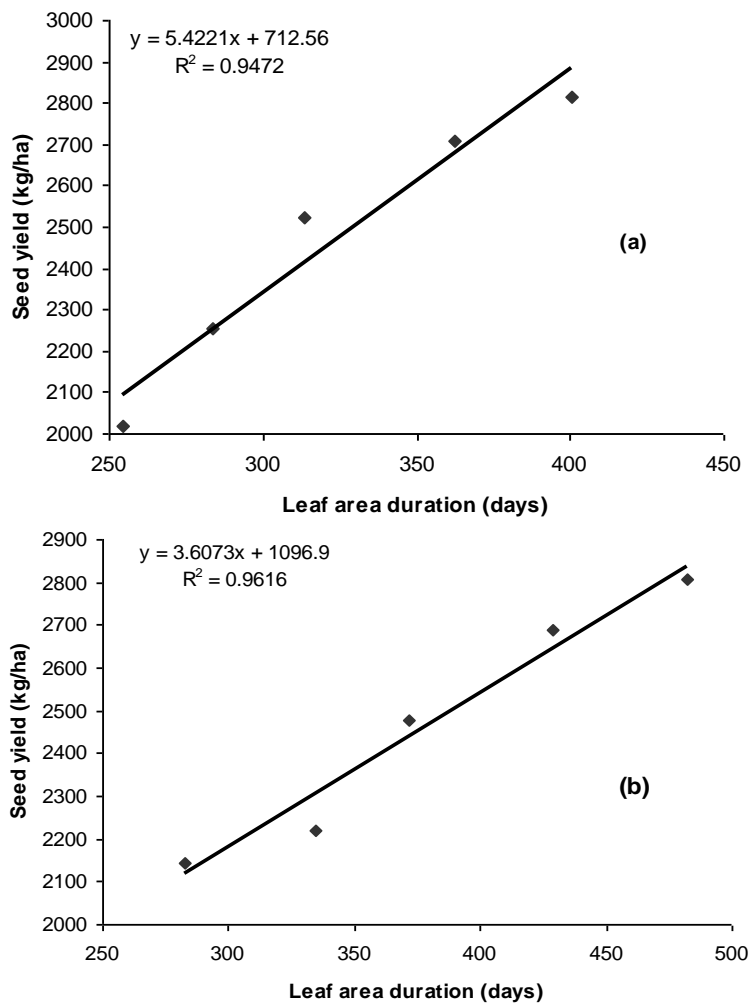 y = 5.4221x + 712.56
R² = 0.9472
3000
2900
2800
2700
2600
2500
2400
2300
2200
2100
2000
Seed yield (kg/ha)
(a)
250 300 350 400 450
Leaf area duration (days)
y = 3.6073x + 1096.9
R² = 0.9616
2900
2800
2700
2600
2500
2400
2300
2200
2100
2000
Seed yield (kg/ha)
(b)
250 300 350 400 450 500
Leaf area duration (days)